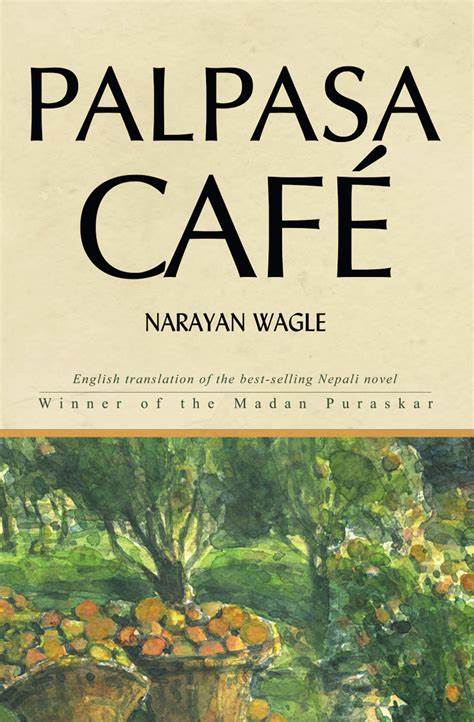 PALPASA
CAFÉ
NARAYAN WAGLE
English translation of the best-selling Nepali novel
Winner of the Madan Puraskar